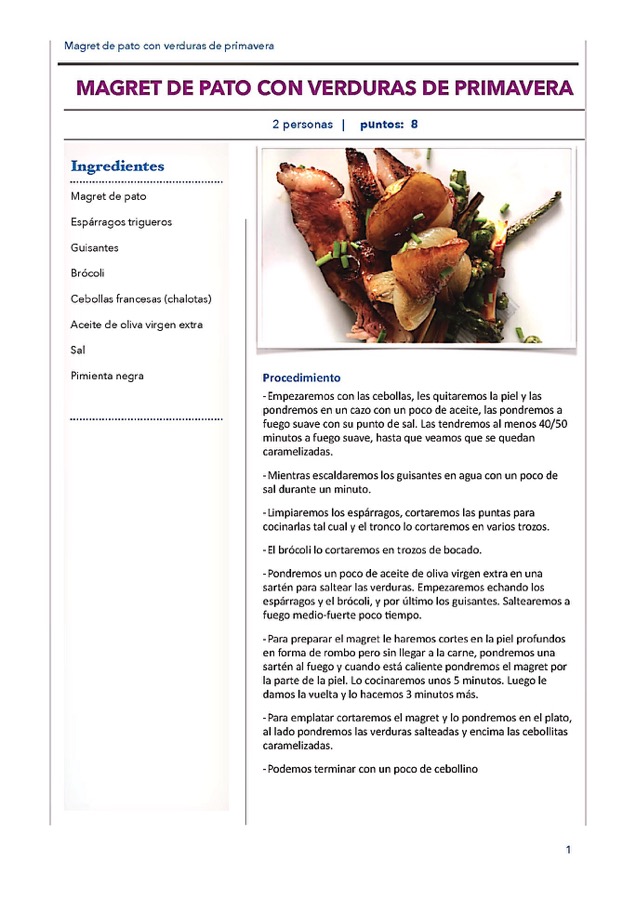 Magret de pato con verduras de primavera
MAGRET DE PATO CON VERDURAS DE PRIMAVERA
2 personas | puntos: 8
Ingredientes
Magret de pato
Espárragos trigueros
Guisantes
Brócoli
Cebollas francesas (chalotas)
Aceite de oliva virgen extra
Sal
Pimienta negra
Procedimiento
-Empezaremos con las cebollas, les quitaremos la piel y las
pondremos en un cazo con un poco de aceite, las pondremos a
fuego suave con su punto de sal. Las tendremos al menos 40/50
minutos a fuego suave, hasta que veamos que se quedan
caramelizadas.
-Mientras escaldaremos los guisantes en agua con un poco de
sal durante un minuto.
-Limpiaremos los espárragos, cortaremos las puntas para
cocinarlas tal cual y el tronco lo cortaremos en varios trozos.
-El brócoli lo cortaremos en trozos de bocado.
-Pondremos un poco de aceite de oliva virgen extra en una
sartén para saltear las verduras. Empezaremos echando los
espárragos y el brócoli, y por último los guisantes. Saltearemos a
fuego medio-fuerte poco tiempo.
-Para preparar el magret le haremos cortes en la piel profundos
en forma de rombo pero sin llegar a la carne, pondremos una
sartén al fuego y cuando está caliente pondremos el magret por
la parte de la piel. Lo cocinaremos unos 5 minutos. Luego le
damos la vuelta y lo hacemos 3 minutos más.
-Para emplatar cortaremos el magret y lo pondremos en el plato,
al lado pondremos las verduras salteadas y encima las cebollitas
caramelizadas.
-Podemos terminar con un poco de cebollino
1